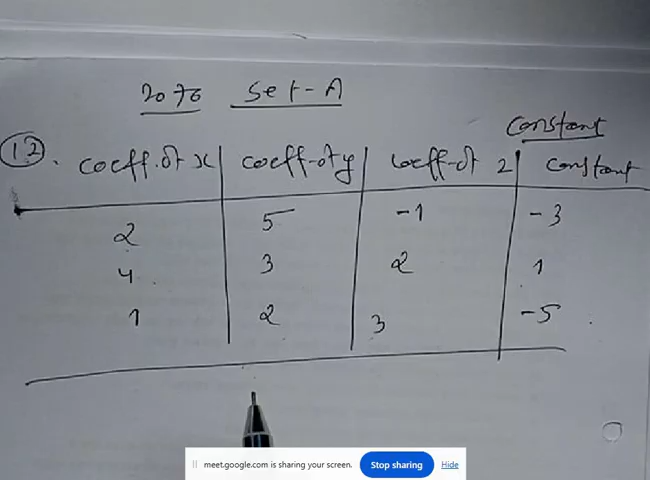 2076 Set-A
constant
12. coeff. of x coeff-of y coeff-of z constant
2 5 -1 -3
4 3 2 1
1 2 3 -5
meet.google.com is sharing your screen. Stop sharing Hide